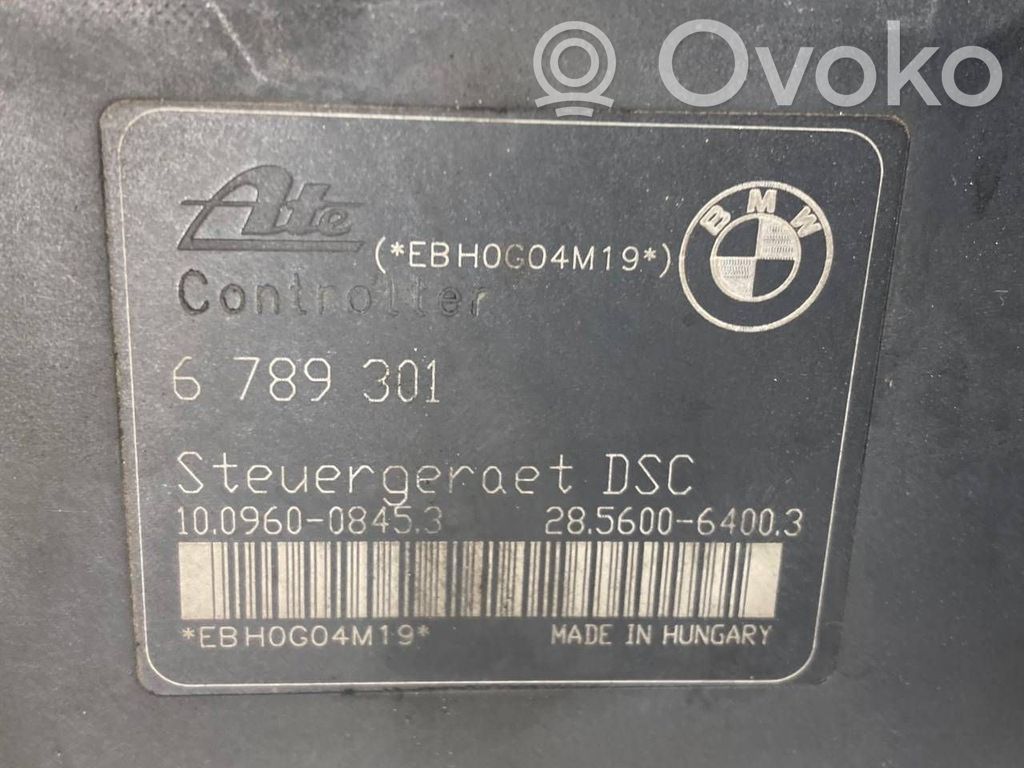 Ovoko
Ate
BMW
(*EBH0G04M19*)
Controller
6 789 301
Steuergeraet DSC
10.0960-0845.3 28.5600-6400.3
*EBH0G04M19* MADE IN HUNGARY